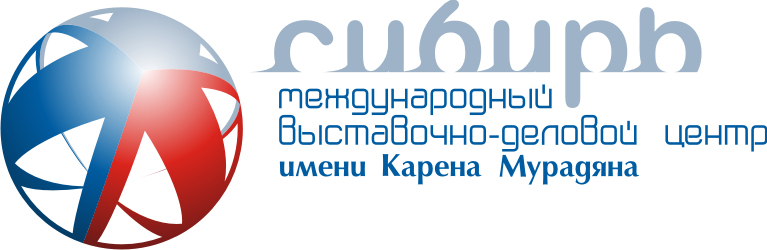 сибирь
международный
выставочно-деловой центр
имени Карена Мурадяна